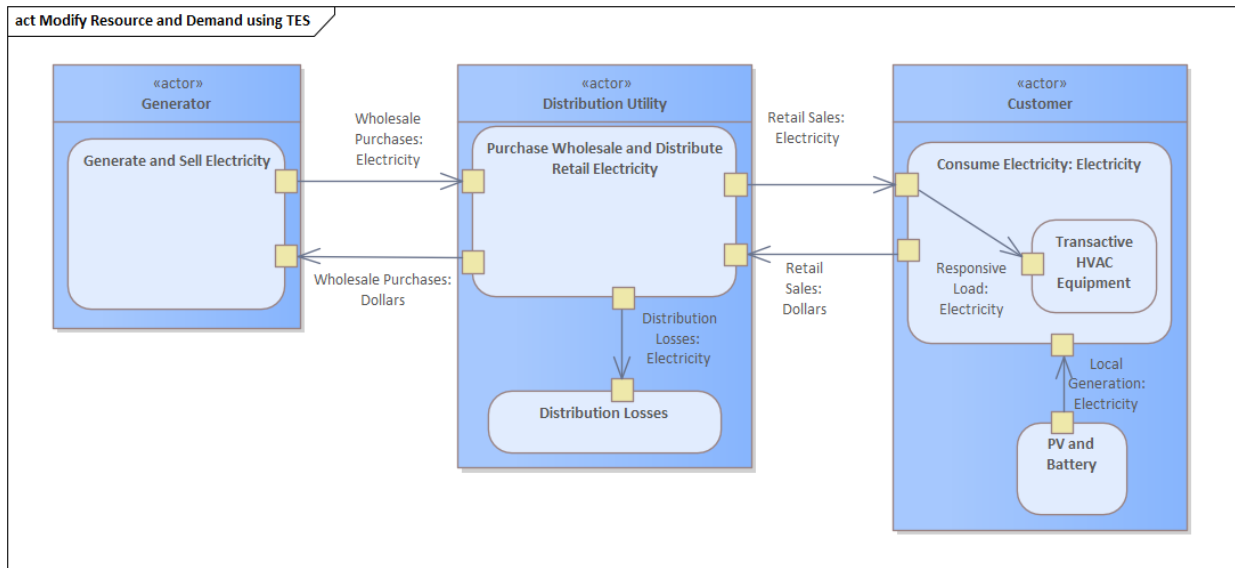 act Modify Resource and Demand using TES
«actor»
Generator
Generate and Sell Electricity
Wholesale
Purchases:
Electricity
Wholesale Purchases:
Dollars
«actor»
Distribution Utility
Purchase Wholesale and Distribute
Retail Electricity
Distribution
Losses:
Electricity
Distribution Losses
Retail Sales:
Electricity
Retail
Sales:
Dollars
«actor»
Customer
Consume Electricity: Electricity
Transactive
HVAC
Equipment
Responsive
Load:
Electricity
Local
Generation:
Electricity
PV and
Battery